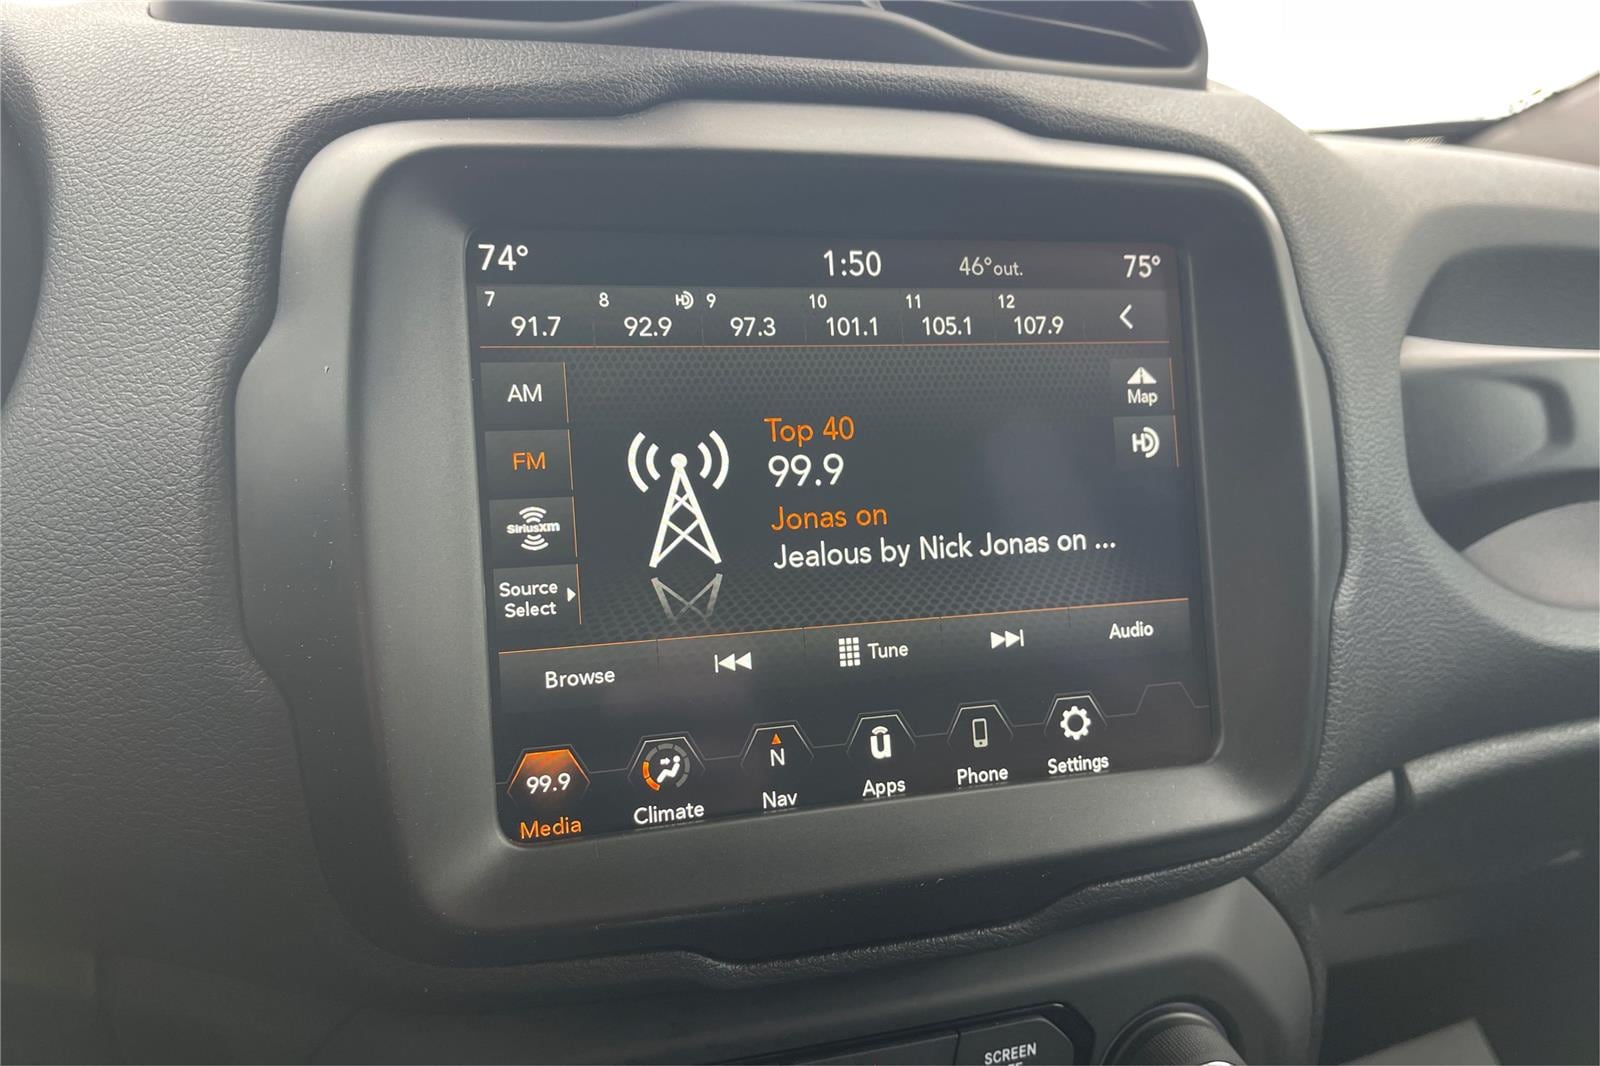 74° 1:50 46° out. 75°
7 8 HD 9 10 11 12
91.7 92.9 97.3 101.1 105.1 107.9
AM
Map
Top 40
FM
99.9
HD
Jonas on
SiriusXM
Jealous by Nick Jonas on ...
Source
Select
Browse Tune Audio
99.9 N
Media Climate Nav Apps Phone Settings
SCREEN